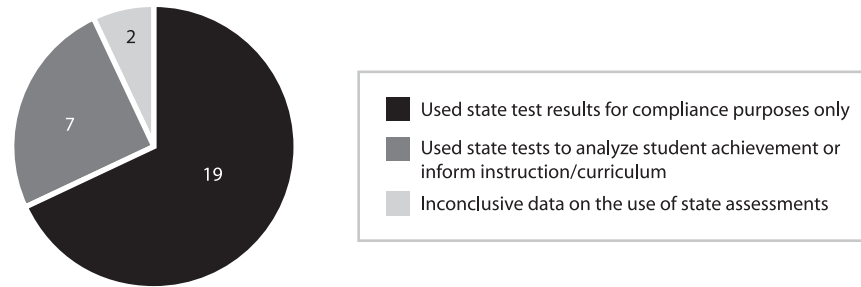 2
7
19
Used state test results for compliance purposes only
Used state tests to analyze student achievement or
inform instruction/curriculum
Inconclusive data on the use of state assessments